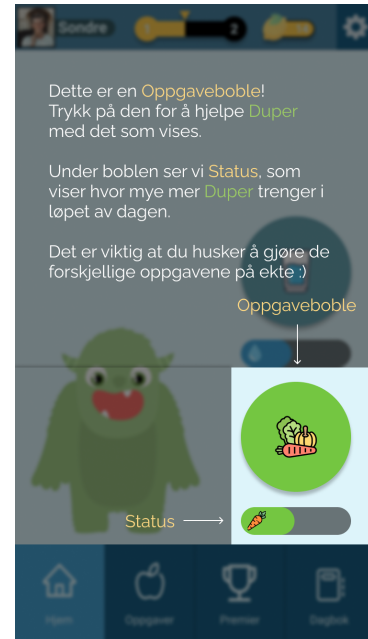 Sondre
1
2
Dette er en Oppgaveboble!
Trykk på den for å hjelpe Duper
med det som vises.
Under boblen ser vi Status, som
viser hvor mye mer Duper trenger i
løpet av dagen.
Det er viktig at du husker å gjøre de
forskjellige oppgavene på ekte :)
Oppgaveboble
Status
Hjem
Oppgaver
Premier
Dagbok